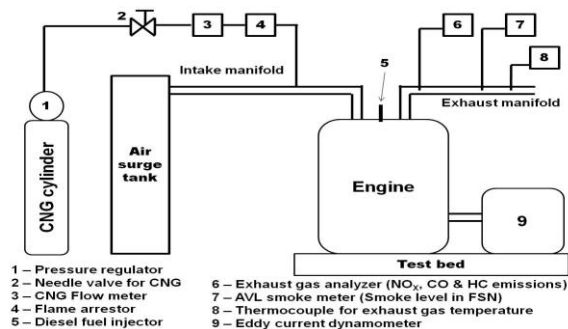 2
3
4
6
7
8
Intake manifold
5
Exhaust manifold
1
CNG cylinder
Air
surge
tank
Engine
9
Test bed
1 – Pressure regulator
2 – Needle valve for CNG
3 – CNG Flow meter
4 – Flame arrestor
5 – Diesel fuel injector
6 – Exhaust gas analyzer (NOX, CO & HC emissions)
7 – AVL smoke meter (Smoke level in FSN)
8 – Thermocouple for exhaust gas temperature
9 – Eddy current dynamometer